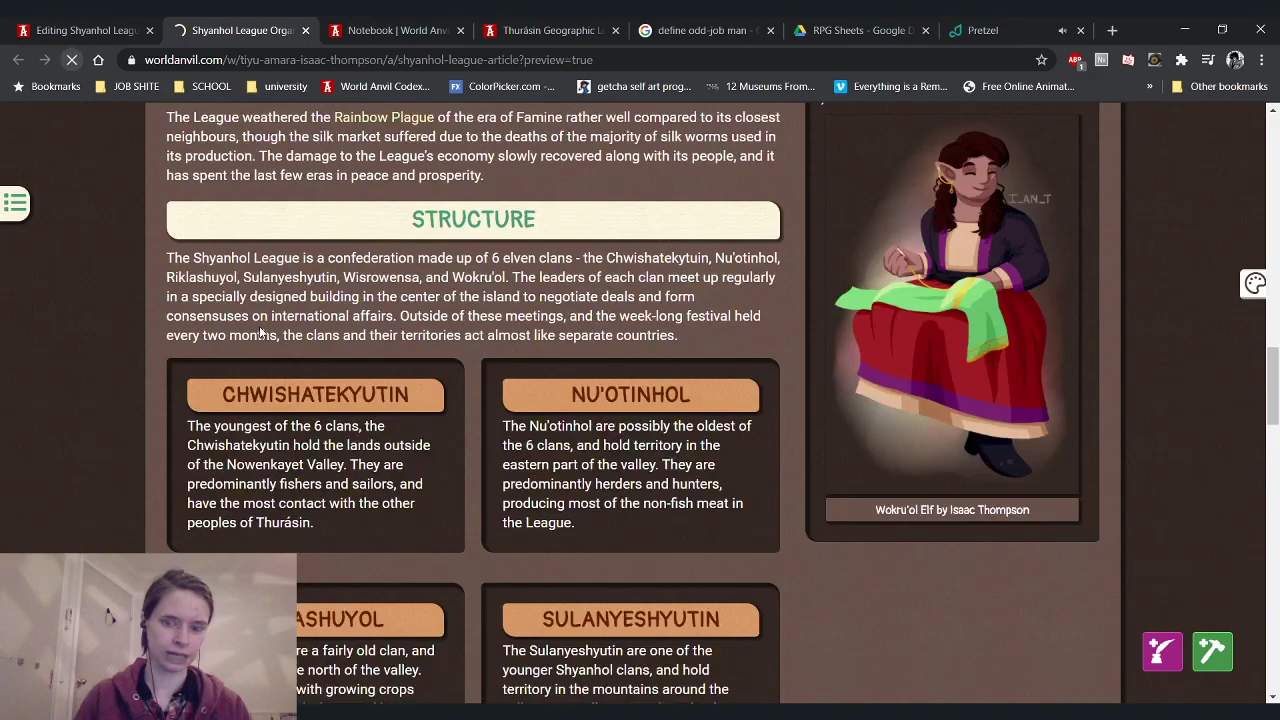 Editing Shyanhol Leagu
Shyanhol League Orga
Notebook | World Anvi
Thurásin Geographic L
define odd-job man - G
RPG Sheets - Google D
Pretzel
worldanvil.com/w/tiyu-amara-isaac-thompson/a/shyanhol-league-article?preview=true
Bookmarks
JOB SHITE
SCHOOL
university
World Anvil Codex...
ColorPicker.com -...
getcha self art prog...
12 Museums From...
Everything is a Rem...
Free Online Animat...
Other bookmarks
The League weathered the Rainbow Plague of the era of Famine rather well compared to its closest
neighbours, though the silk market suffered due to the deaths of the majority of silk worms used in
its production. The damage to the League's economy slowly recovered along with its people, and it
has spent the last few eras in peace and prosperity.
STRUCTURE
The Shyanhol League is a confederation made up of 6 elven clans - the Chwishatekytuin, Nu'otinhol,
Riklashuyol, Sulanyeshyutin, Wisrowensa, and Wokru'ol. The leaders of each clan meet up regularly
in a specially designed building in the center of the island to negotiate deals and form
consensuses on international affairs. Outside of these meetings, and the week-long festival held
every two months, the clans and their territories act almost like separate countries.
CHWISHATEKYUTIN
The youngest of the 6 clans, the
Chwishatekyutin hold the lands outside
of the Nowenkayet Valley. They are
predominantly fishers and sailors, and
have the most contact with the other
peoples of Thurásin.
NU'OTINHOL
The Nu'otinhol are possibly the oldest of
the 6 clans, and hold territory in the
eastern part of the valley. They are
predominantly herders and hunters,
producing most of the non-fish meat in
the League.
ASHUYOL
re a fairly old clan, and
e north of the valley.
with growing crops
SULANYESHYUTIN
The Sulanyeshyutin are one of the
younger Shyanhol clans, and hold
territory in the mountains around the
I_AN_T
Wokru'ol Elf by Isaac Thompson